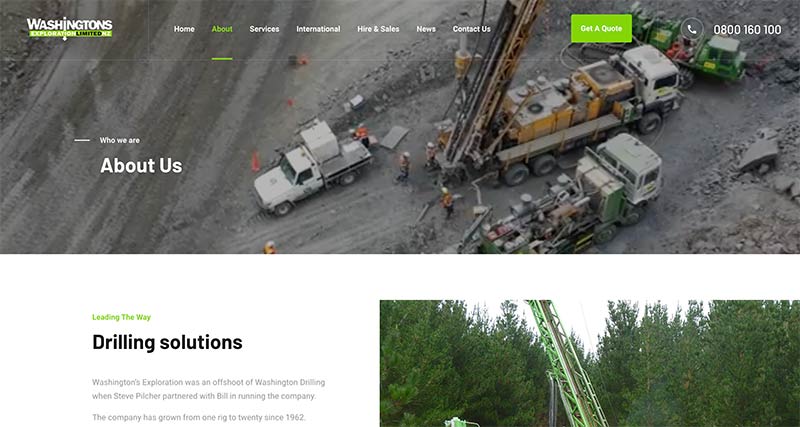 WASHINGTONS
EXPLORATION LIMITED NZ
Home About Services International Hire & Sales News Contact Us
Get A Quote
0800 160 100
Who we are
About Us
Leading The Way
Drilling solutions
Washington's Exploration was an offshoot of Washington Drilling
when Steve Pilcher partnered with Bill in running the company.
The company has grown from one rig to twenty since 1962.